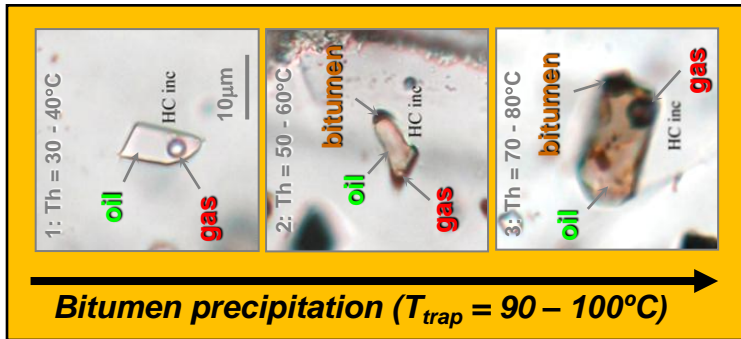 1: Th = 30 - 40°C
oil
gas
HC inc
10µm
2: Th = 50 - 60°C
bitumen
oil
gas
HC inc
3: Th = 70 - 80°C
bitumen
oil
gas
HC inc
Bitumen precipitation (Ttrap = 90 – 100ºC)